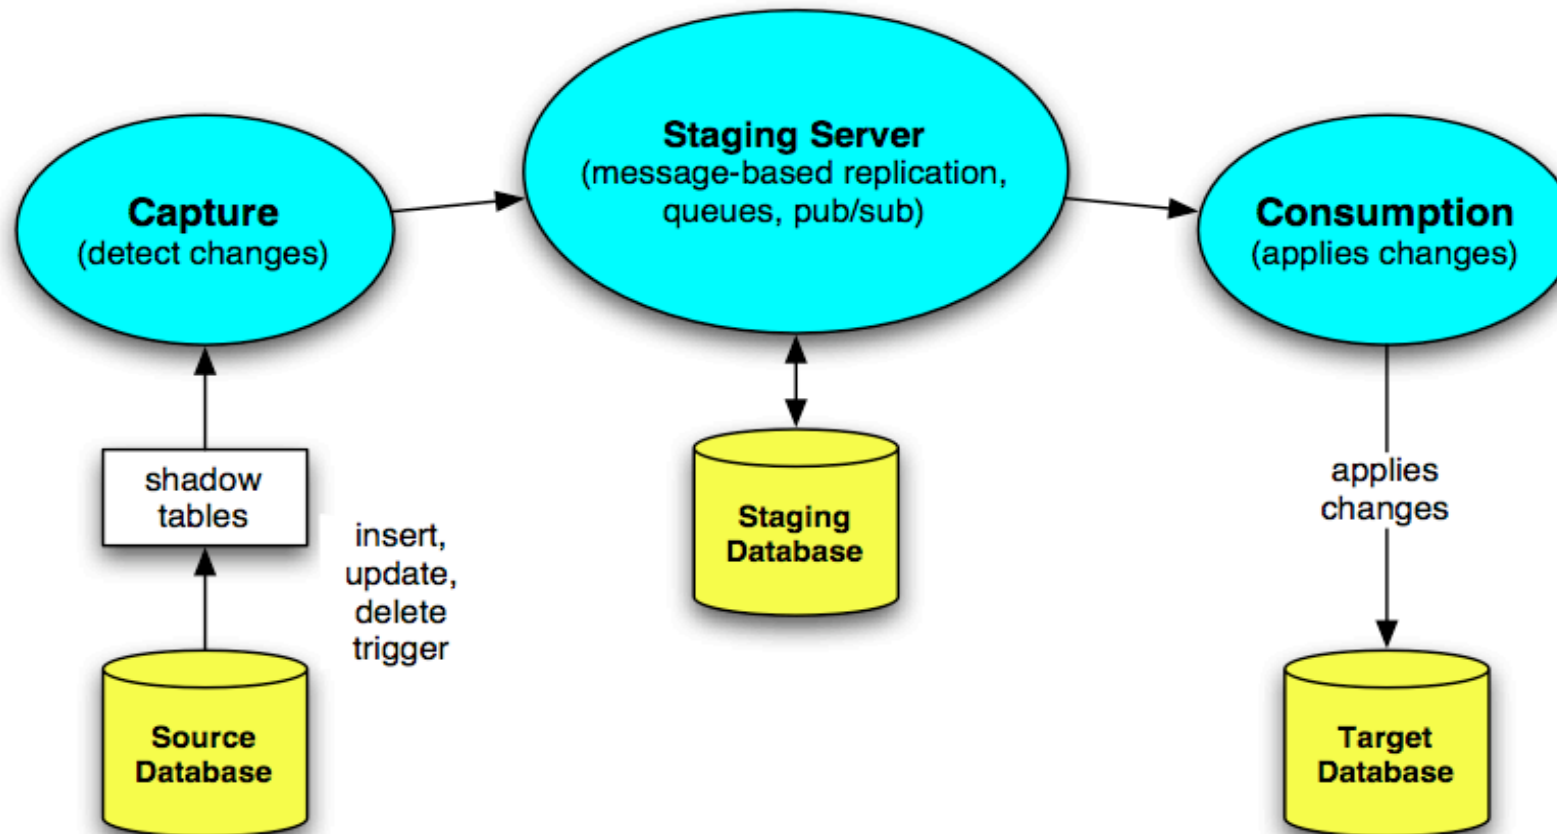 Staging Server
(message-based replication,
queues, pub/sub)
Capture
(detect changes)
Consumption
(applies changes)
shadow
tables
insert,
update,
delete
trigger
Staging
Database
applies
changes
Source
Database
Target
Database